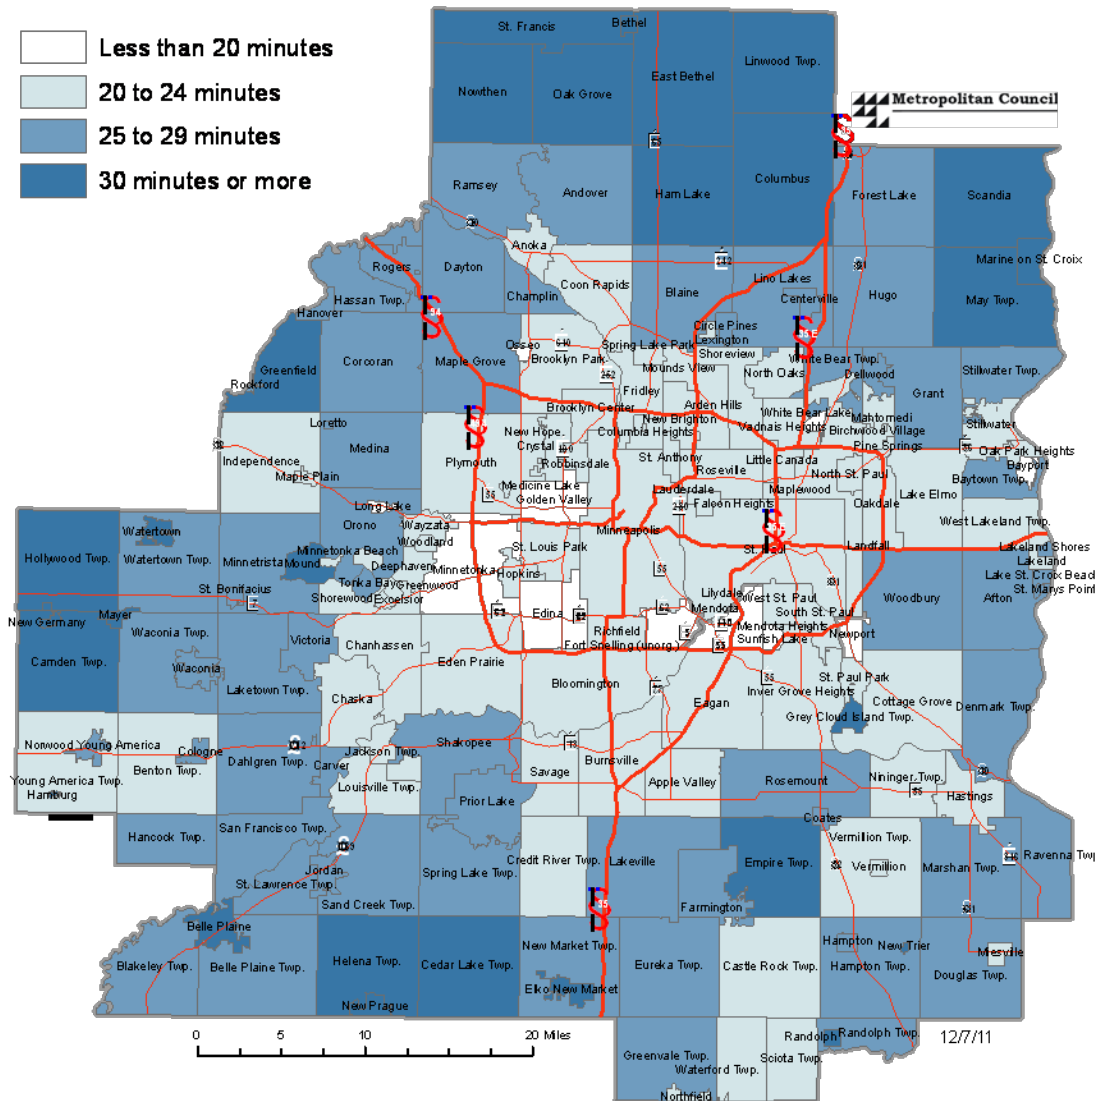 Less than 20 minutes
20 to 24 minutes
25 to 29 minutes
30 minutes or more
Metropolitan Council
St. Francis
Bethel
Linwood Twp.
East Bethel
Nowthen
Oak Grove
Ramsey
Andover
Ham Lake
Columbus
Forest Lake
Scandia
Anoka
Rogers
Dayton
Hassan Twp.
Hanover
Champlin
Coon Rapids
Blaine
Lino Lakes
Centerville
Hugo
Marine on St. Croix
May Twp.
Circle Pines
Lexington
Greenfield
Corcoran
Maple Grove
Osseo
Brooklyn Park
Spring Lake Park
Mounds View
Shoreview
North Oaks
White Bear Twp.
Dellwood
Grant
Stillwater Twp.
Rockford
Fridley
Arden Hills
Loretto
Medina
Brooklyn Center
New Brighton
White Bear Lake
Mahtomedi
Birchwood Village
Stillwater
New Hope
Crystal
Columbia Heights
Vadnais Heights
Pine Springs
Oak Park Heights
Independence
Maple Plain
Plymouth
Robbinsdale
St. Anthony
Roseville
Little Canada
North St. Paul
Bayport
Baytown Twp.
Medicine Lake
Golden Valley
Lauderdale
Falcon Heights
Maplewood
Oakdale
Lake Elmo
Long Lake
Orono
Wayzata
Woodland
Minneapolis
West Lakeland Twp.
Hollywood Twp.
Watertown
Watertown Twp.
Minnetrista
Mound
Minnetonka Beach
Deephaven
St. Louis Park
St. Paul
Landfall
Lakeland Shores
Lakeland
St. Bonifacius
Tonka Bay
Greenwood
Minnetonka
Hopkins
Shorewood
Excelsior
Lilydale
West St. Paul
Lake St. Croix Beach
St. Marys Point
Woodbury
Afton
New Germany
Mayer
Waconia Twp.
Victoria
Chanhassen
Edina
Richfield
Fort Snelling (unorg.)
Mendota
Mendota Heights
Sunfish Lake
South St. Paul
Newport
Camden Twp.
Waconia
Laketown Twp.
Chaska
Eden Prairie
Bloomington
Eagan
Inver Grove Heights
St. Paul Park
Grey Cloud Island Twp.
Cottage Grove
Denmark Twp.
Norwood Young America
Cologne
Dahlgren Twp.
Carver
Jackson Twp.
Shakopee
Savage
Burnsville
Young America Twp.
Hamburg
Benton Twp.
Louisville Twp.
Prior Lake
Apple Valley
Rosemount
Nininger Twp.
Hastings
Coates
Hancock Twp.
San Francisco Twp.
Jordan
St. Lawrence Twp.
Sand Creek Twp.
Spring Lake Twp.
Credit River Twp.
Lakeville
Farmington
Empire Twp.
Vermillion Twp.
Vermillion
Marshan Twp.
Ravenna Tw
Belle Plaine
Blakeley Twp.
Belle Plaine Twp.
Helena Twp.
New Prague
Cedar Lake Twp.
New Market Twp.
Elko New Market
Eureka Twp.
Castle Rock Twp.
Hampton
Hampton Twp.
New Trier
Miesville
Douglas Twp.
Greenvale Twp.
Waterford Twp.
Northfield
Sciota Twp.
Randolph
Randolph Twp.
12/7/11
0 5 10 20 Miles